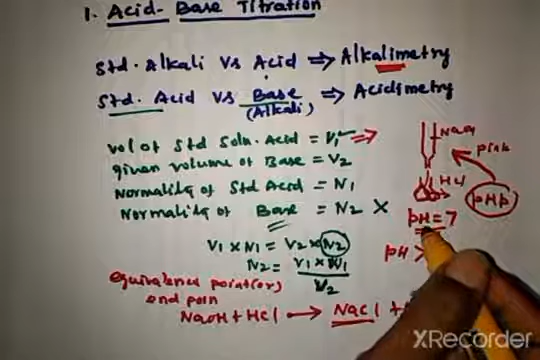 1. Acid-Base Titration
Std. Alkali Vs Acid ⇒ Alkalimetry
Std. Acid vs Base ⇒ Acidimetry
(Alkali)
vol of Std Soln. Acid = V1
given volume of Base = V2
Normality of Std Acid = N1
Normality of Base = N2 X
V1 × N1 = V2 × N2
N2 = V1 × N1
V2
equivalence point (or)
end poin
NaOH + HCl → NaCl +
pink
HCl
pHp
pH = 7
pH >
XRecorder